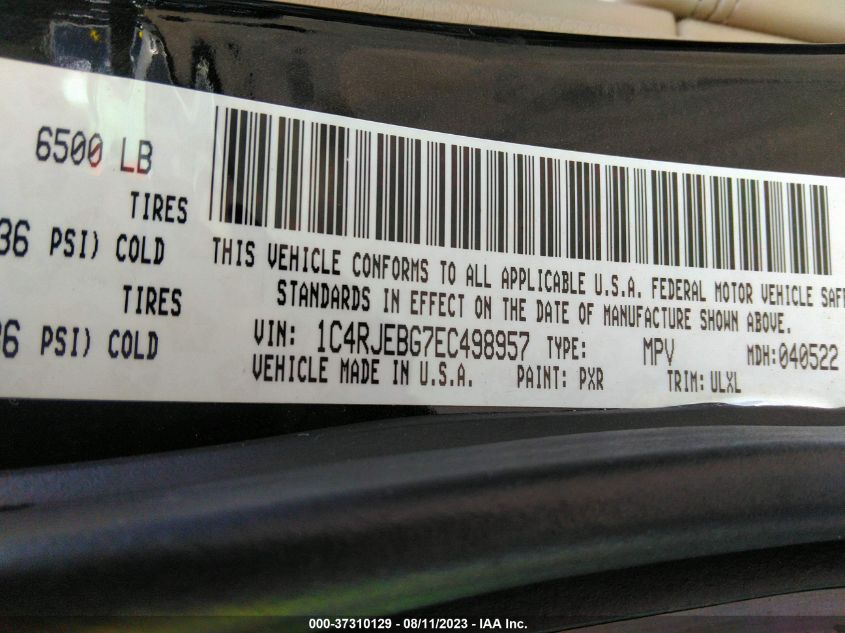 6500 LB
TIRES
36 PSI) COLD
TIRES
6 PSI) COLD
THIS VEHICLE CONFORMS TO ALL APPLICABLE U.S.A. FEDERAL MOTOR VEHICLE SAF
STANDARDS IN EFFECT ON THE DATE OF MANUFACTURE SHOWN ABOVE.
VIN: 1C4RJEBG7EC498957 TYPE: MPV MDH:040522
VEHICLE MADE IN U.S.A. PAINT: PXR TRIM: ULXL
000-37310129 - 08/11/2023 - IAA Inc.